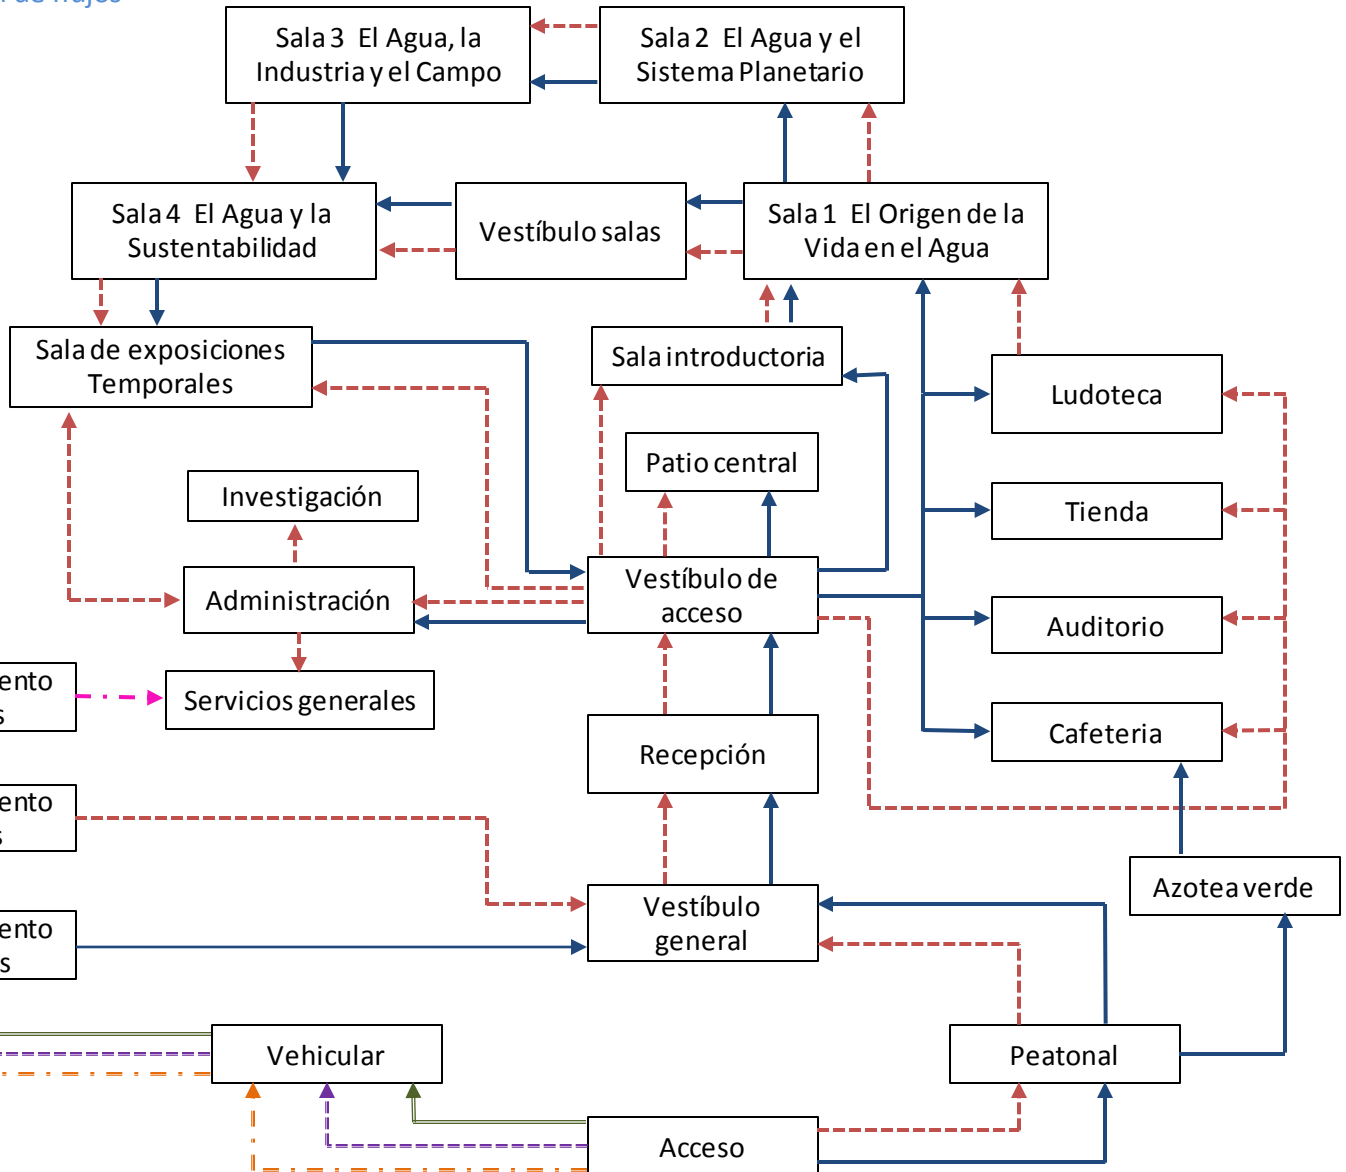 de flujos
Sala 3 El Agua, la
Industria y el Campo
Sala 2 El Agua y el
Sistema Planetario
Sala 4 El Agua y la
Sustentabilidad
Vestíbulo salas
Sala 1 El Origen de la
Vida en el Agua
Sala de exposiciones
Temporales
Sala introductoria
Ludoteca
Patio central
Investigación
Tienda
Vestíbulo de
acceso
Administración
Auditorio
Servicios generales
Cafeteria
Recepción
Azotea verde
Vestíbulo
general
Vehicular
Peatonal
Acceso